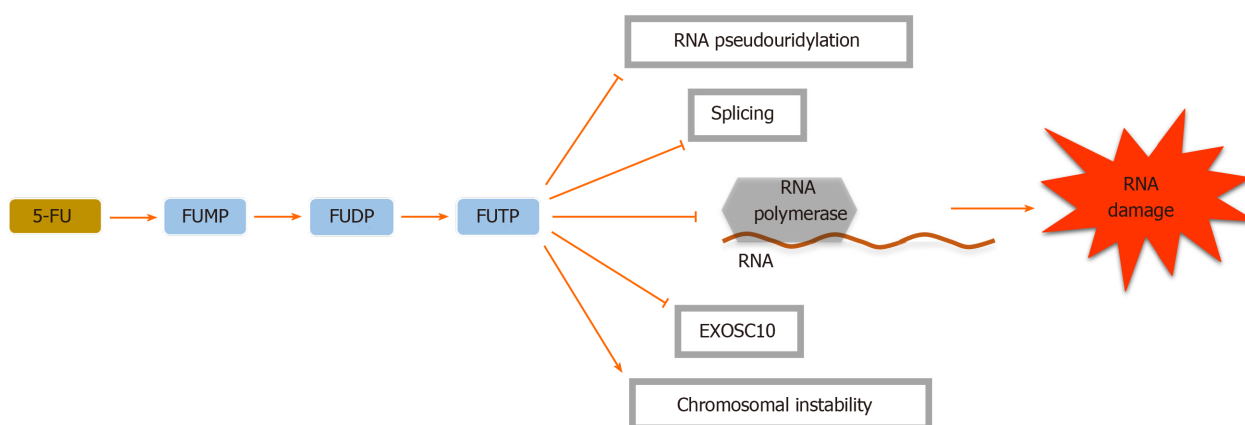 RNA pseudouridylation
Splicing
5-FU
FUMP
FUDP
FUTP
RNA
polymerase
RNA
RNA
damage
EXOSC10
Chromosomal instability